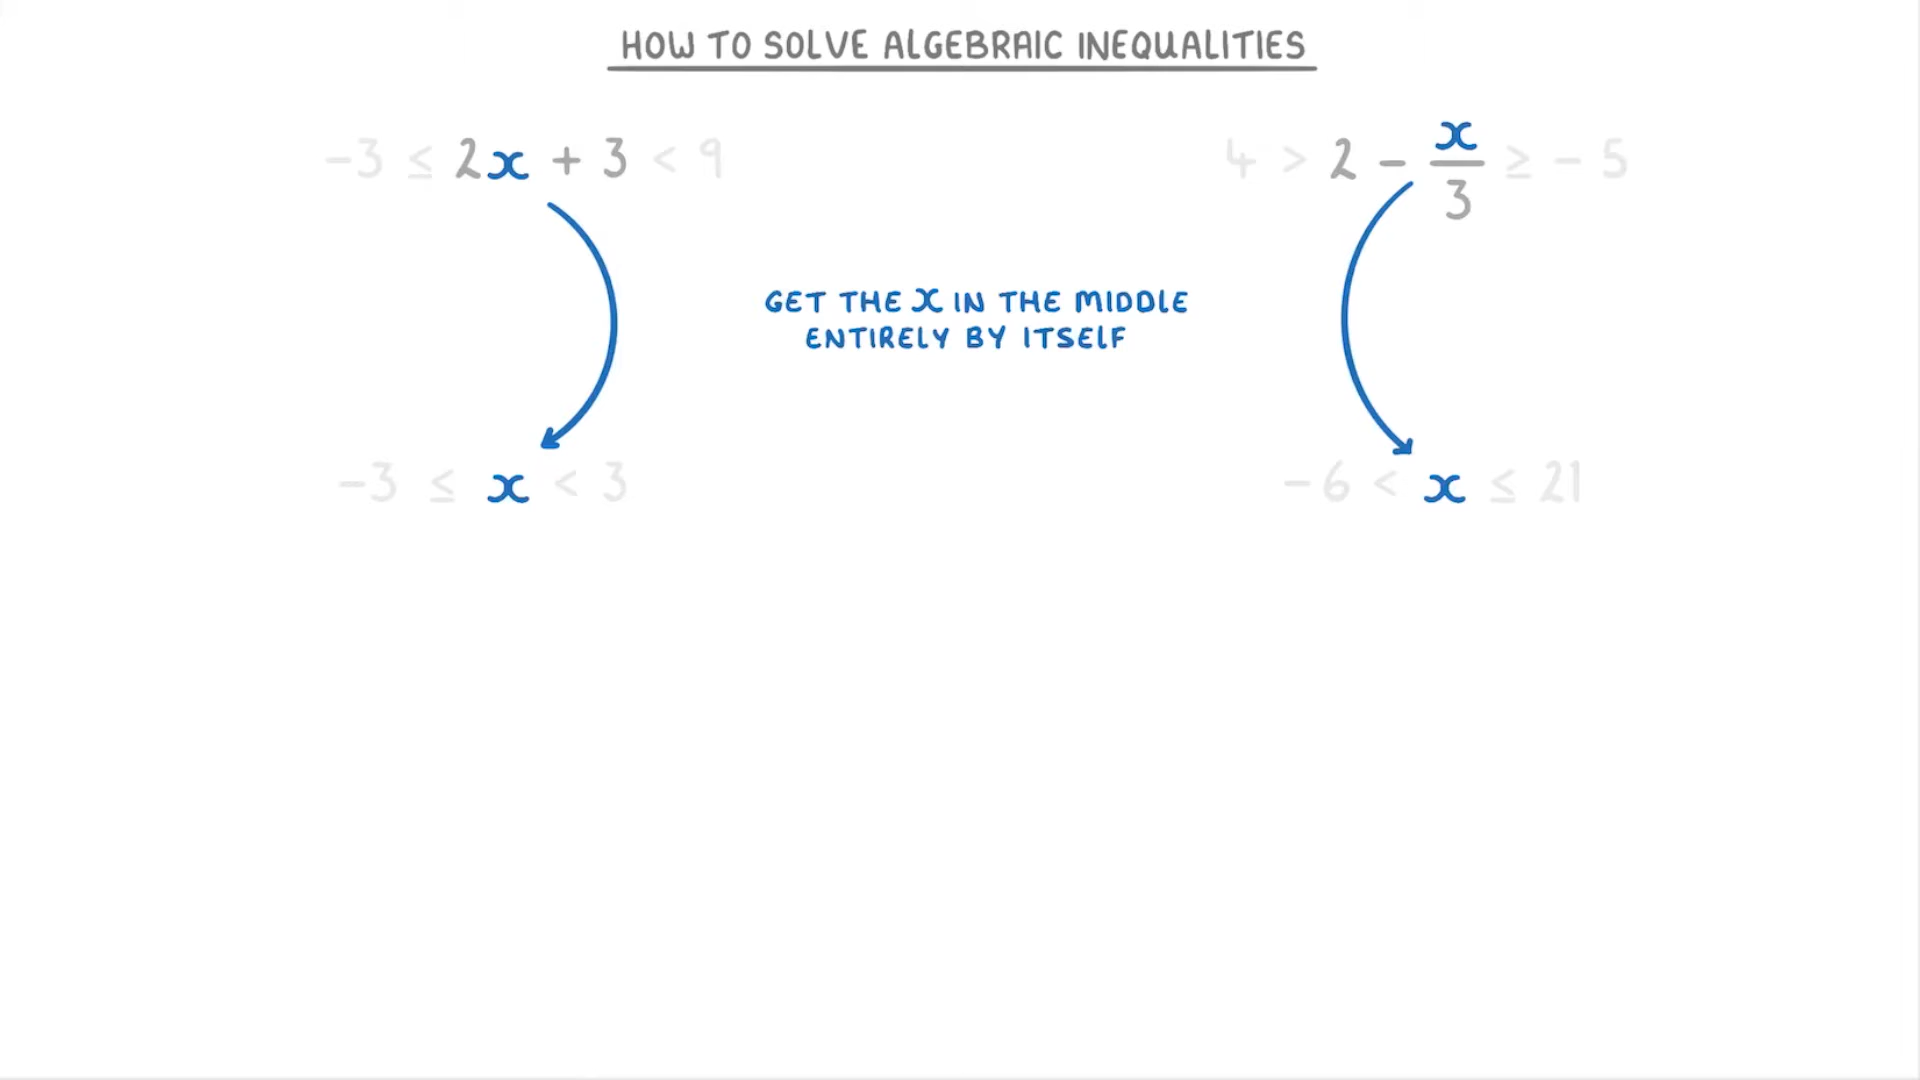 HOW TO SOLVE ALGEBRAIC INEQUALITIES
-3 ≤ 2x + 3 < 9
4 > 2 - x/3 ≥ - 5
GET THE x IN THE MIDDLE
ENTIRELY BY ITSELF
-3 ≤ x < 3
-6 < x ≤ 21